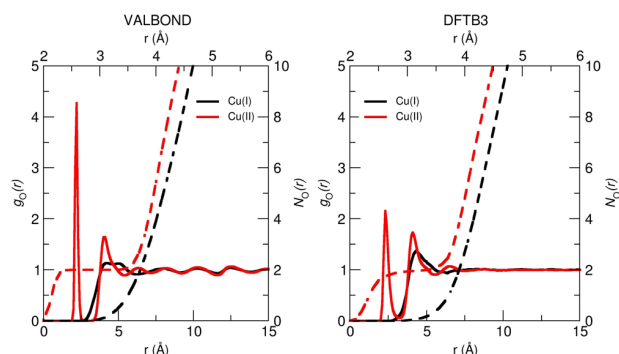 VALBOND
r (Å)
2 3 4 5 6
5 4 3 2 1 0
g_O(r)
Cu(I)
Cu(II)
10 8 6 4 2 0
N_O(r)
0 5 10 15
r (Å)
DFTB3
r (Å)
2 3 4 5 6
5 4 3 2 1 0
g_O(r)
Cu(I)
Cu(II)
10 8 6 4 2 0
N_O(r)
0 5 10 15
r (Å)